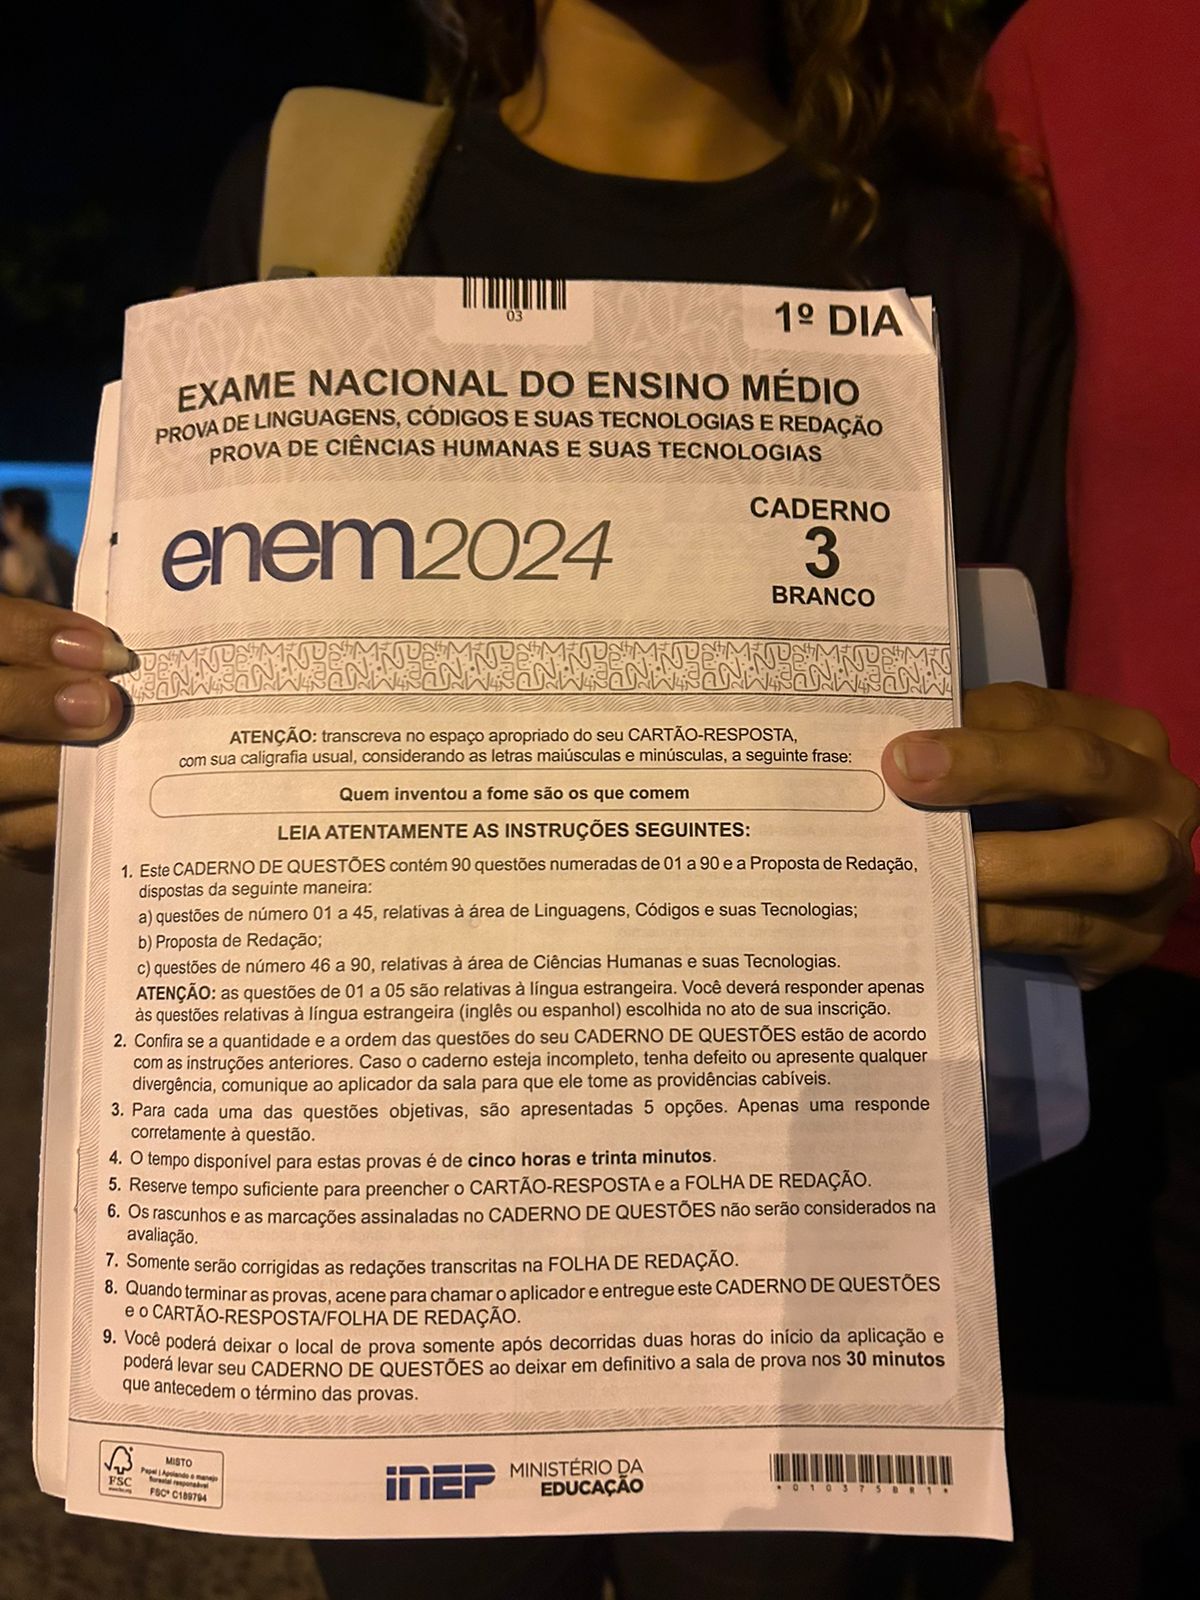 03
1º DIA
EXAME NACIONAL DO ENSINO MÉDIO
PROVA DE LINGUAGENS, CÓDIGOS E SUAS TECNOLOGIAS E REDAÇÃO
PROVA DE CIÊNCIAS HUMANAS E SUAS TECNOLOGIAS
enem2024
CADERNO
3
BRANCO
ATENÇÃO: transcreva no espaço apropriado do seu CARTÃO-RESPOSTA,
com sua caligrafia usual, considerando as letras maiúsculas e minúsculas, a seguinte frase:
Quem inventou a fome são os que comem
LEIA ATENTAMENTE AS INSTRUÇÕES SEGUINTES:
1. Este CADERNO DE QUESTÕES contém 90 questões numeradas de 01 a 90 e a Proposta de Redação,
dispostas da seguinte maneira:
a) questões de número 01 a 45, relativas à área de Linguagens, Códigos e suas Tecnologias;
b) Proposta de Redação;
c) questões de número 46 a 90, relativas à área de Ciências Humanas e suas Tecnologias.
ATENÇÃO: as questões de 01 a 05 são relativas à língua estrangeira. Você deverá responder apenas
às questões relativas à língua estrangeira (inglês ou espanhol) escolhida no ato de sua inscrição.
2. Confira se a quantidade e a ordem das questões do seu CADERNO DE QUESTÕES estão de acordo
com as instruções anteriores. Caso o caderno esteja incompleto, tenha defeito ou apresente qualquer
divergência, comunique ao aplicador da sala para que ele tome as providências cabíveis.
3. Para cada uma das questões objetivas, são apresentadas 5 opções. Apenas uma responde
corretamente à questão.
4. O tempo disponível para estas provas é de cinco horas e trinta minutos.
5. Reserve tempo suficiente para preencher o CARTÃO-RESPOSTA e a FOLHA DE REDAÇÃO.
6. Os rascunhos e as marcações assinaladas no CADERNO DE QUESTÕES não serão considerados na
avaliação.
7. Somente serão corrigidas as redações transcritas na FOLHA DE REDAÇÃO.
8. Quando terminar as provas, acene para chamar o aplicador e entregue este CADERNO DE QUESTÕES
e o CARTÃO-RESPOSTA/FOLHA DE REDAÇÃO.
9. Você poderá deixar o local de prova somente após decorridas duas horas do início da aplicação e
poderá levar seu CADERNO DE QUESTÕES ao deixar em definitivo a sala de prova nos 30 minutos
que antecedem o término das provas.
FSC
MISTO
Papel | Apoiando o manejo
florestal responsável
FSC® C189794
INEP
MINISTÉRIO DA
EDUCAÇÃO